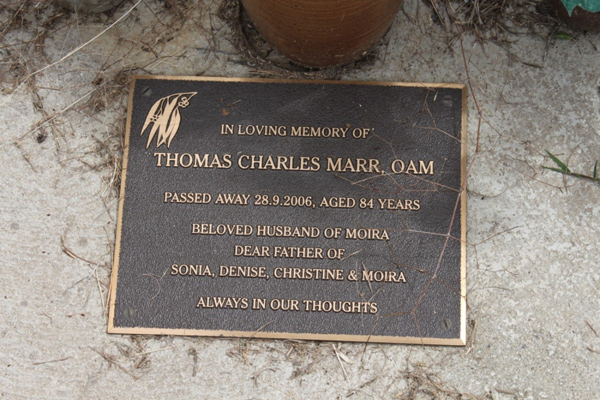 IN LOVING MEMORY OF
THOMAS CHARLES MARR, OAM
PASSED AWAY 28.9.2006, AGED 84 YEARS
BELOVED HUSBAND OF MOIRA
DEAR FATHER OF
SONIA, DENISE, CHRISTINE & MOIRA
ALWAYS IN OUR THOUGHTS